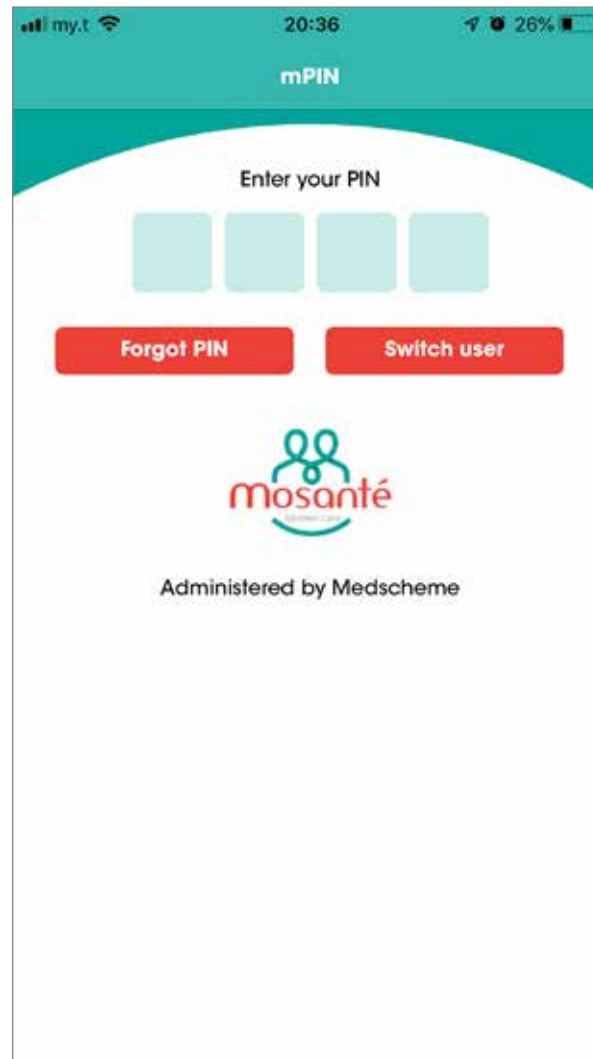 my.t 20:36 26%
mPIN
Enter your PIN
Forgot PIN Switch user
mosanté
Administered by Medscheme